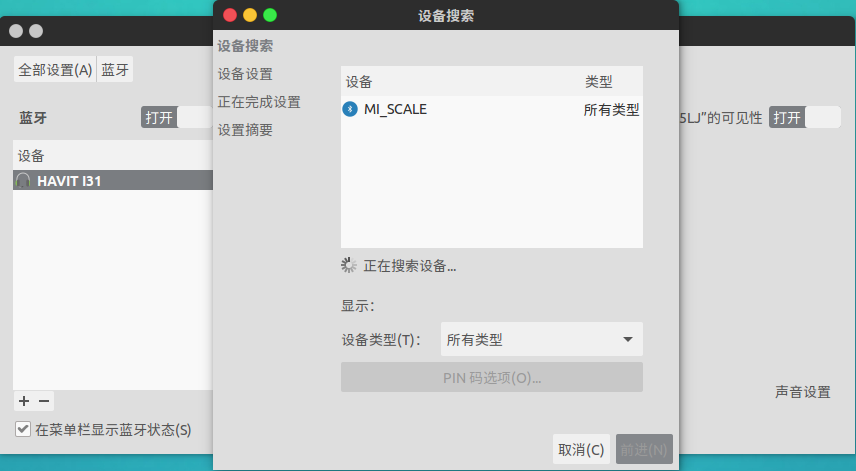 设备搜索
全部设置(A) 蓝牙
蓝牙 打开
设备
HAVIT I31
在菜单栏显示蓝牙状态(S)
设备搜索
设备设置
正在完成设置
设置摘要
设备 类型
MI_SCALE 所有类型
正在搜索设备...
显示：
设备类型(T)： 所有类型
PIN 码选项(O)...
取消(C) 前进(N)
5LJ”的可见性 打开
声音设置